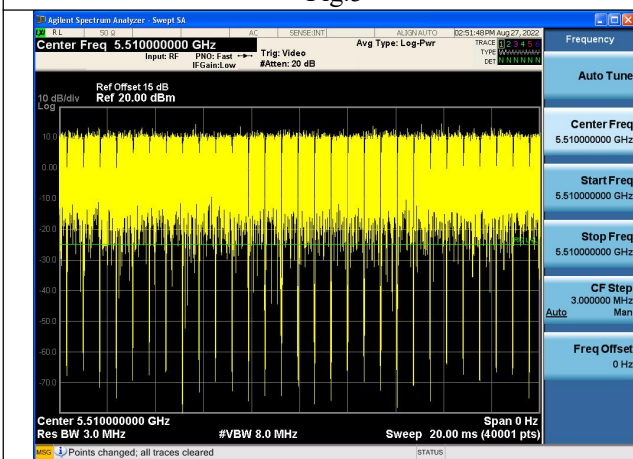 Agilent Spectrum Analyzer - Swept SA
RL 50 Ω AC SENSE:INT ALIGN AUTO 02:51:48 PM Aug 27, 2022
Center Freq 5.510000000 GHz
Input: RF PNO: Fast IFGain:Low
Trig: Video
#Atten: 20 dB
Avg Type: Log-Pwr
TRACE 1 2 3 4 5 6
TYPE
DET N N N N N N
Ref Offset 15 dB
10 dB/div Ref 20.00 dBm
Log
10.0
0.00
-10.0
-20.0
-30.0
-40.0
-50.0
-60.0
-70.0
Center 5.510000000 GHz Span 0 Hz
Res BW 3.0 MHz #VBW 8.0 MHz Sweep 20.00 ms (40001 pts)
MSG Points changed; all traces cleared STATUS
Frequency
Auto Tune
Center Freq
5.510000000 GHz
Start Freq
5.510000000 GHz
Stop Freq
5.510000000 GHz
CF Step
3.000000 MHz
Auto Man
Freq Offset
0 Hz